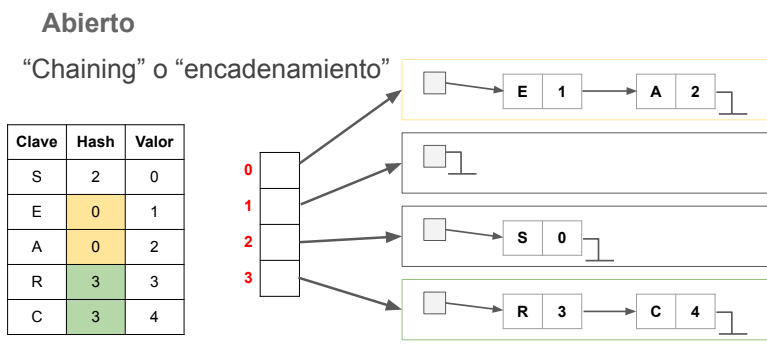 Abierto
“Chaining” o “encadenamiento”
Clave Hash Valor
S 2 0
E 0 1
A 0 2
R 3 3
C 3 4
0
1
2
3
E 1 A 2
S 0
R 3 C 4